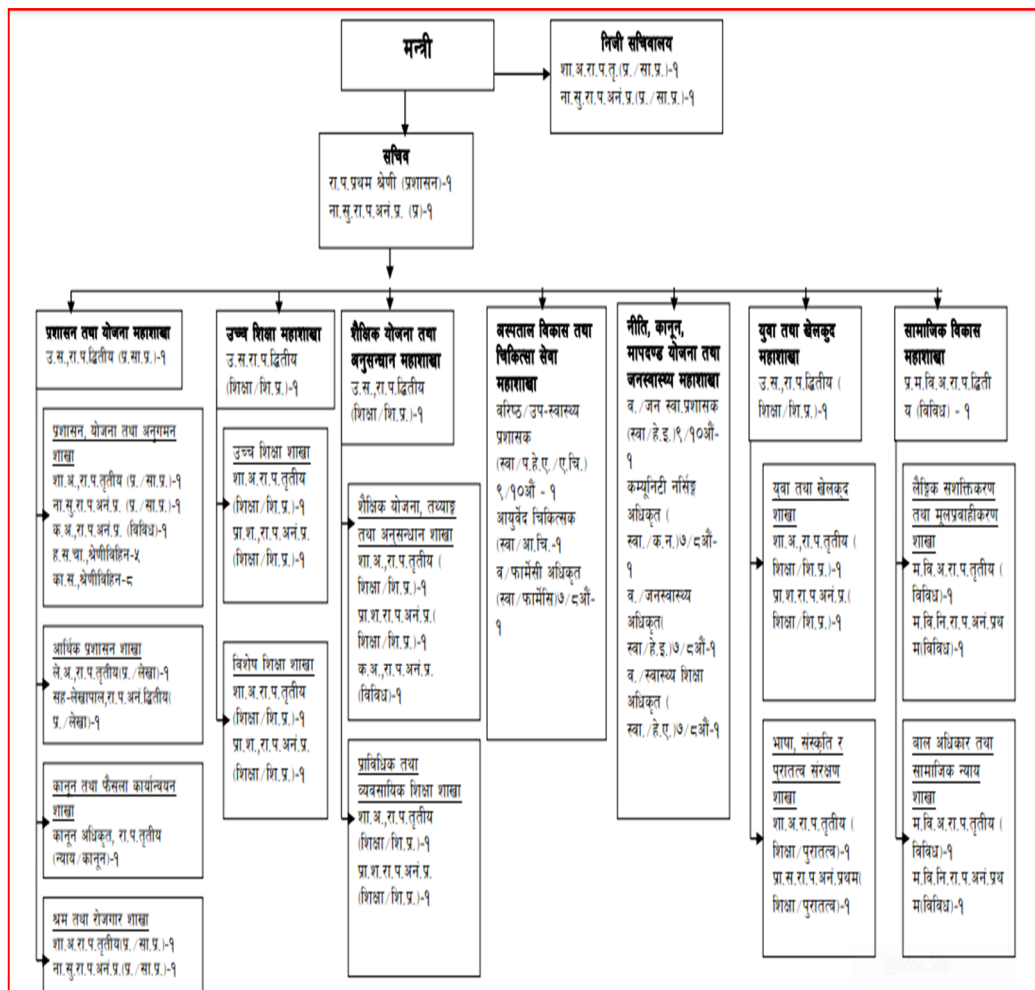 मन्त्री
निजी सचिवालय
शा.अ.रा.प.तृ.(प्र./सा.प्र.)-१
ना.सु.रा.प.अनं.प्र.(प्र./सा.प्र.)-१
सचिव
रा.प.प्रथम श्रेणी (प्रशासन)-१
ना.सु.रा.प.अनं.प्र. (प्र)-१
प्रशासन तथा योजना महाशाखा
उ.स.,रा.प.द्वितीय (प्र.सा.प्र.)-१
प्रशासन, योजना तथा अनुगमन
शाखा
शा.अ.,रा.प.तृतीय (प्र./सा.प्र.)-१
ना.सु.रा.प.अनं.प्र. (प्र./सा.प्र.)-१
क.अ.,रा.प.अनं.प्र. (विविध)-१
ह.स.चा.,श्रेणीविहिन-५
का.स.,श्रेणीविहिन-८
आर्थिक प्रशासन शाखा
ले.अ.,रा.प.तृतीय(प्र./लेखा)-१
सह-लेखापाल,रा.प.अनं.द्वितीय(
प्र./लेखा)-१
कानून तथा फैसला कार्यान्वयन
शाखा
कानून अधिकृत, रा.प.तृतीय
(न्याय/कानून)-१
श्रम तथा रोजगार शाखा
शा.अ.रा.प.तृतीय(प्र./सा.प्र.)-१
ना.सु.रा.प.अनं.प्र.(प्र./सा.प्र.)-१
उच्च शिक्षा महाशाखा
उ.स.रा.प.द्वितीय
(शिक्षा/शि.प्र.)-१
उच्च शिक्षा शाखा
शा.अ.रा.प.तृतीय
(शिक्षा/शि.प्र.)-१
प्रा.श.,रा.प.अनं.प्र.
(शिक्षा/शि.प्र.)-१
विशेष शिक्षा शाखा
शा.अ.रा.प.तृतीय
(शिक्षा/शि.प्र.)-१
प्रा.श.,रा.प.अनं.प्र.
(शिक्षा/शि.प्र.)-१
शैक्षिक योजना तथा
अनुसन्धान महाशाखा
उ.स.,रा.प.द्वितीय
(शिक्षा/शि.प्र.)-१
शैक्षिक योजना, तथ्याङ्क
तथा अनुसन्धान शाखा
शा.अ.,रा.प.तृतीय (
शिक्षा/शि.प्र.)-१
प्रा.श.रा.प.अनं.प्र.(
शिक्षा/शि.प्र.)-१
क.अ.,रा.प.अनं.प्र.
(विविध)-१
प्राविधिक तथा
व्यवसायिक शिक्षा शाखा
शा.अ.,रा.प.तृतीय
(शिक्षा/शि.प्र.)-१
प्रा.श.रा.प.अनं.प्र.
(शिक्षा/शि.प्र.)-१
अस्पताल विकास तथा
चिकित्सा सेवा
महाशाखा
वरिष्ठ/उप-स्वास्थ्य
प्रशासक
(स्वा/प.हे.ए./ए.चि.)
९/१०औ - १
आयुर्वेद चिकित्सक
(स्वा/आ.चि.-१
व/फार्मेसी अधिकृत
(स्वा/फार्मेसि)७/८औ-
१
नीति, कानून,
मापदण्ड योजना तथा
जनस्वास्थ्य महाशाखा
व./जन स्वा.प्रशासक
(स्वा/हे.इ.)९/१०औं-
१
कम्यूनिटी नर्सिङ्ग
अधिकृत (
स्वा./क.न.)७/८औ-
१
व./जनस्वास्थ्य
अधिकृत(
स्वा/हे.इ.)७/८औं-१
व./स्वास्थ्य शिक्षा
अधिकृत (
स्वा./हे.ए.)७/८औं-१
युवा तथा खेलकुद
महाशाखा
उ.स.,रा.प.द्वितीय (
शिक्षा/शि.प्र.)-१
युवा तथा खेलकुद
शाखा
शा.अ.,रा.प.तृतीय (
शिक्षा/शि.प्र.)-१
प्रा.श.रा.प.अनं.प्र.(
शिक्षा/शि.प्र.)-१
भाषा, संस्कृति र
पुरातत्व संरक्षण
शाखा
शा.अ.रा.प.तृतीय (
शिक्षा/पुरातत्व)-१
प्रा.स.रा.प.अनं.प्रथम(
शिक्षा/पुरातत्व)-१
सामाजिक विकास
महाशाखा
प्र.म.वि.अ.रा.प.द्विती
य (विविध) - १
लैङ्गिक सशक्तिकरण
तथा मूलप्रवाहीकरण
शाखा
म.वि.अ.रा.प.तृतीय (
विविध)-१
म.वि.नि.रा.प.अनं.प्रथ
म(विविध)-१
वाल अधिकार तथा
सामाजिक न्याय
शाखा
म.वि.अ.रा.प.तृतीय (
विविध)-१
म.वि.नि.रा.प.अनं.प्रथ
म(विविध)-१